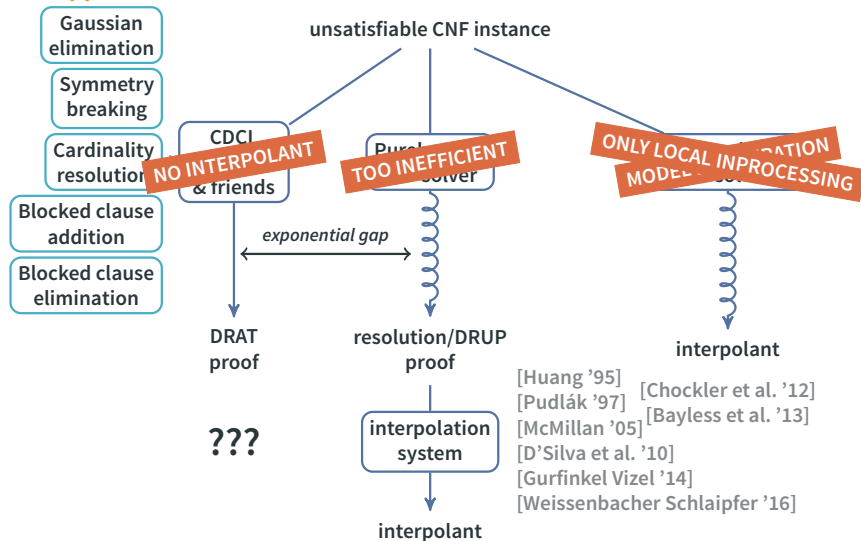 Gaussian
elimination
Symmetry
breaking
Cardinality
resolution
Blocked clause
addition
Blocked clause
elimination
unsatisfiable CNF instance
CDCL
& friends
NO INTERPOLANT
TOO INEFFICIENT
ONLY LOCAL INPROCESSING
exponential gap
DRAT
proof
???
resolution/DRUP
proof
interpolation
system
interpolant
interpolant
[Huang ’95]
[Pudlák ’97]
[McMillan ’05]
[D’Silva et al. ’10]
[Gurfinkel Vizel ’14]
[Weissenbacher Schlaipfer ’16]
[Chockler et al. ’12]
[Bayless et al. ’13]